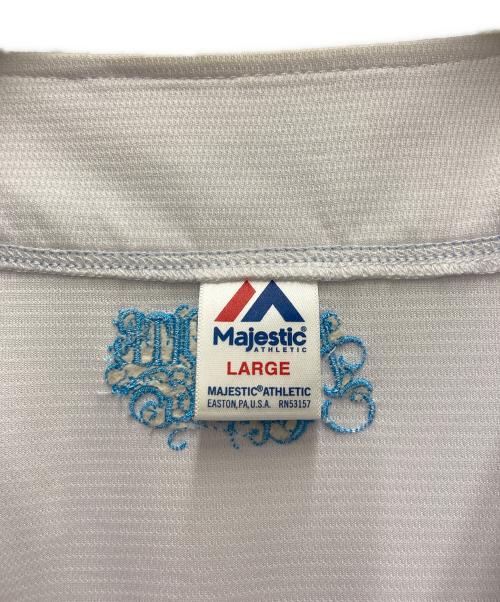 Majestic®
ATHLETIC
LARGE
MAJESTIC®ATHLETIC
EASTON, PA, U.S.A. RN53157